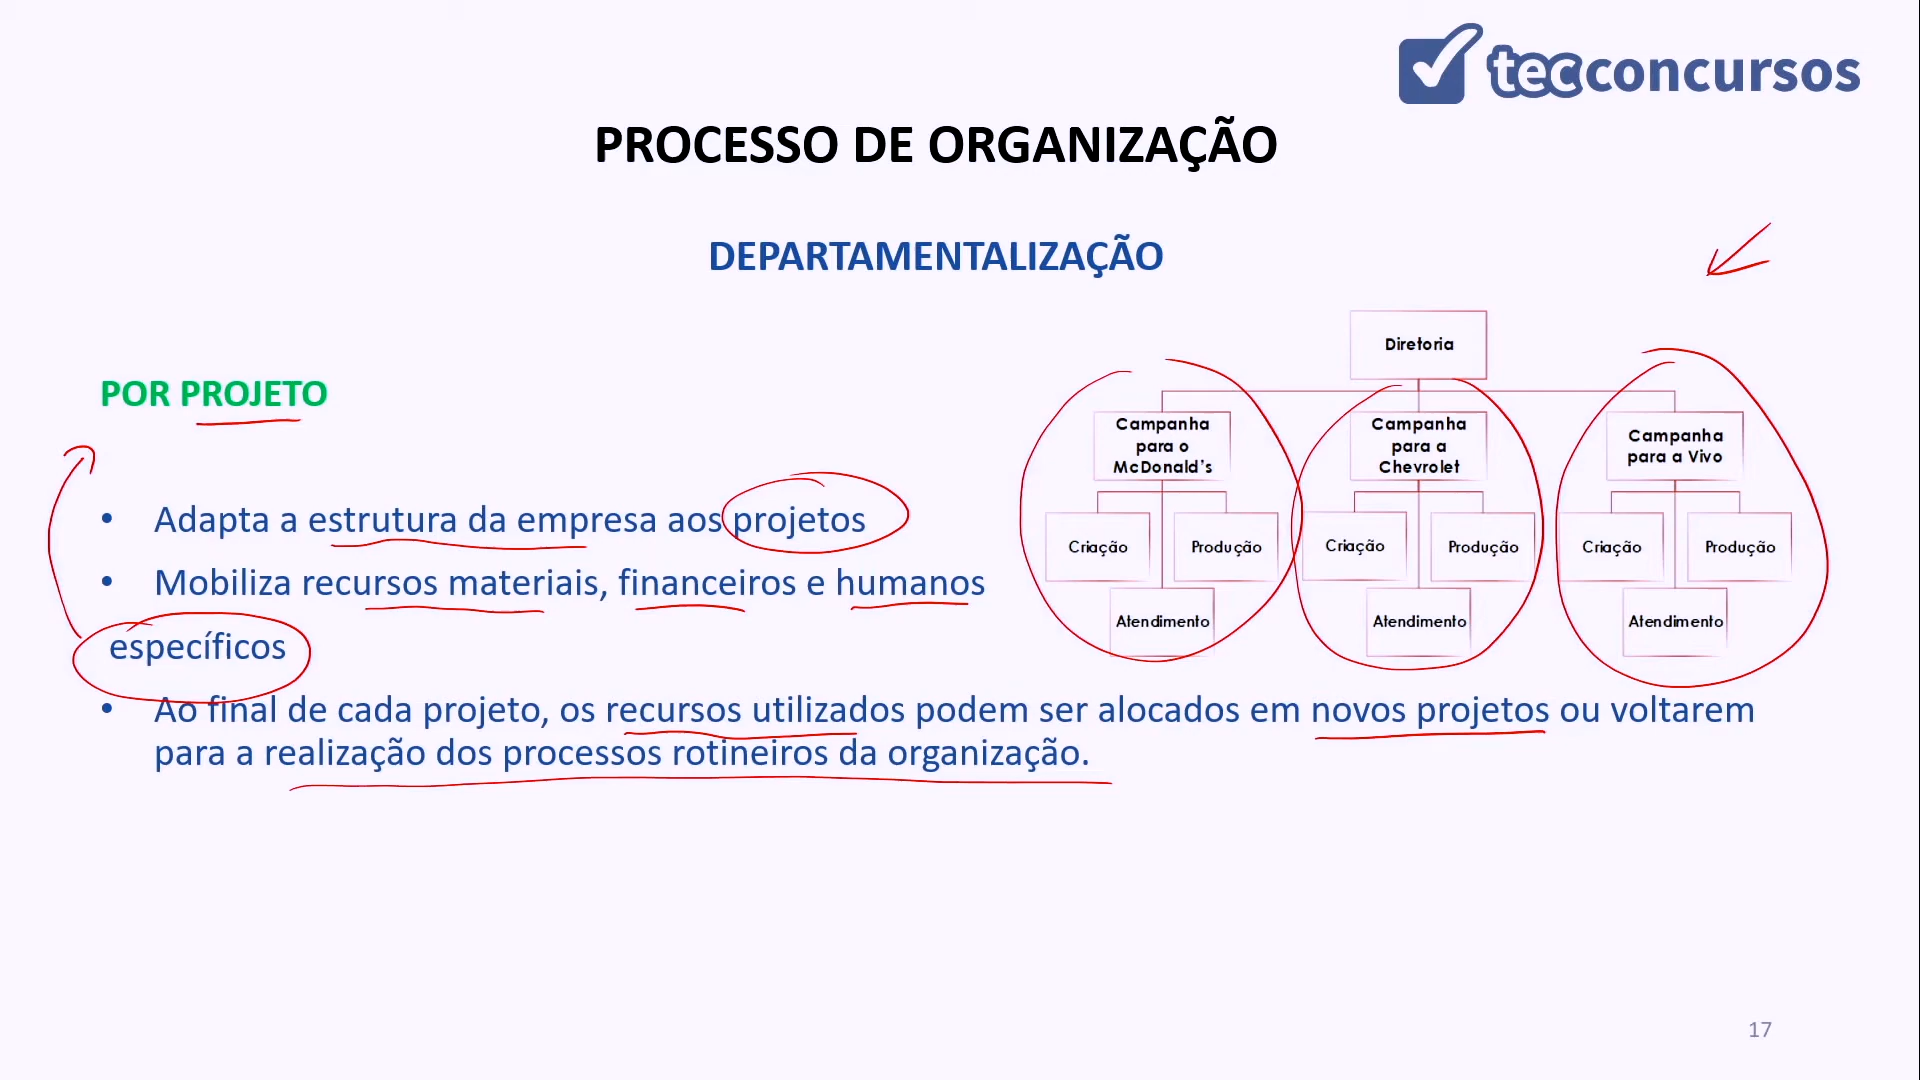 tecconcursos
PROCESSO DE ORGANIZAÇÃO
DEPARTAMENTALIZAÇÃO
POR PROJETO
• Adapta a estrutura da empresa aos projetos
• Mobiliza recursos materiais, financeiros e humanos
específicos
• Ao final de cada projeto, os recursos utilizados podem ser alocados em novos projetos ou voltarem
para a realização dos processos rotineiros da organização.
Diretoria
Campanha
para o
McDonald's
Criação
Produção
Atendimento
Campanha
para a
Chevrolet
Criação
Produção
Atendimento
Campanha
para a Vivo
Criação
Produção
Atendimento
17